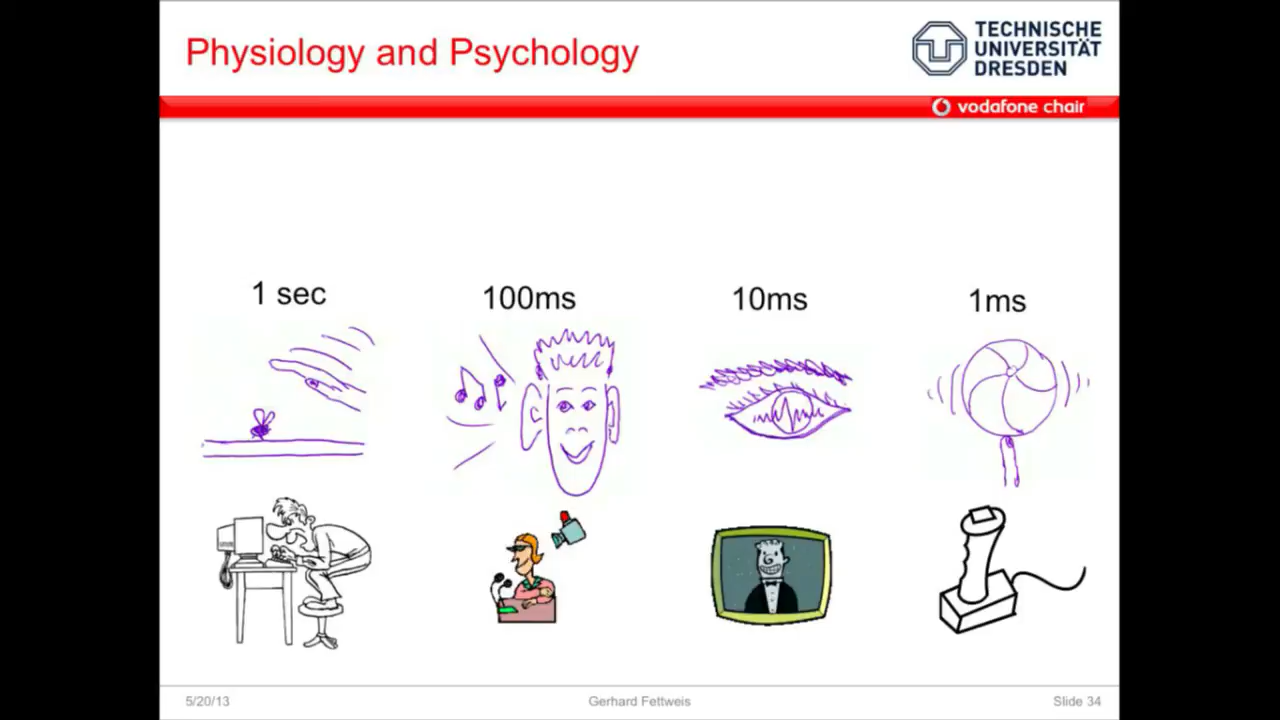 Physiology and Psychology
TECHNISCHE
UNIVERSITÄT
DRESDEN
vodafone chair
1 sec
100ms
10ms
1ms
5/20/13
Gerhard Fettweis
Slide 34